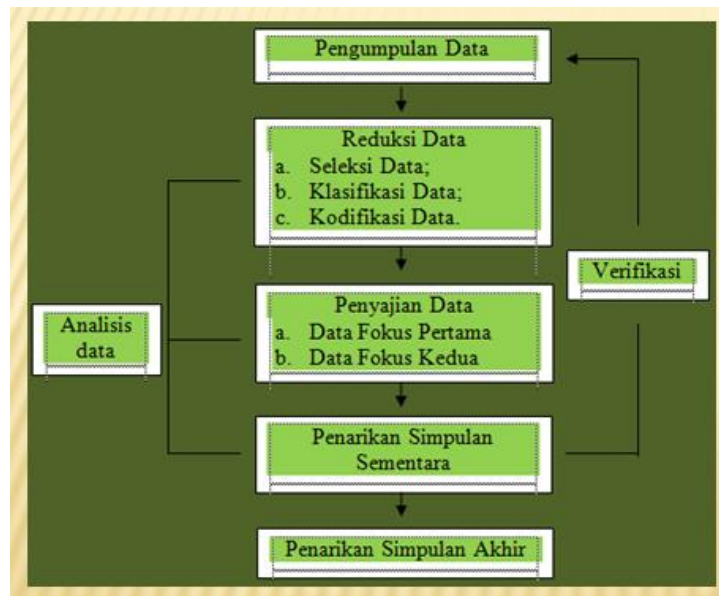 Pengumpulan Data
Reduksi Data
a. Seleksi Data;
b. Klasifikasi Data;
c. Kodifikasi Data.
Verifikasi
Analisis
data
Penyajian Data
a. Data Fokus Pertama
b. Data Fokus Kedua
Penarikan Simpulan
Sementara
Penarikan Simpulan Akhir